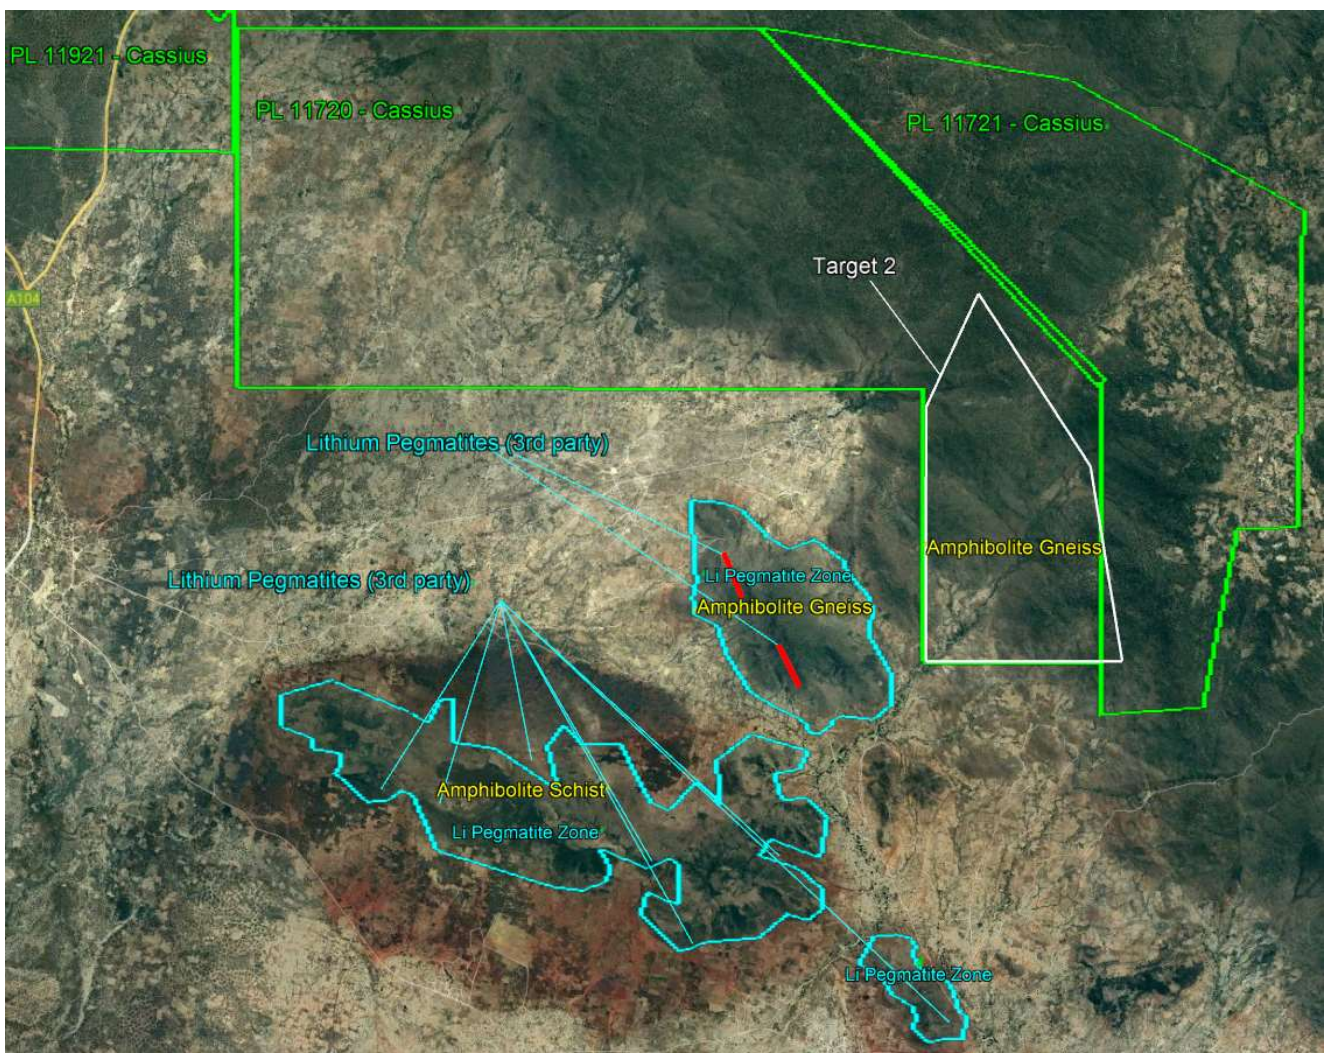 PL 11921 - Cassius
PL 11720 - Cassius
PL 11721 - Cassius
Target 2
A104
Lithium Pegmatites (3rd party)
Amphibolite Gneiss
Li Pegmatite Zone
Lithium Pegmatites (3rd party)
Amphibolite Gneiss
Amphibolite Schist
Li Pegmatite Zone
Li Pegmatite Zone